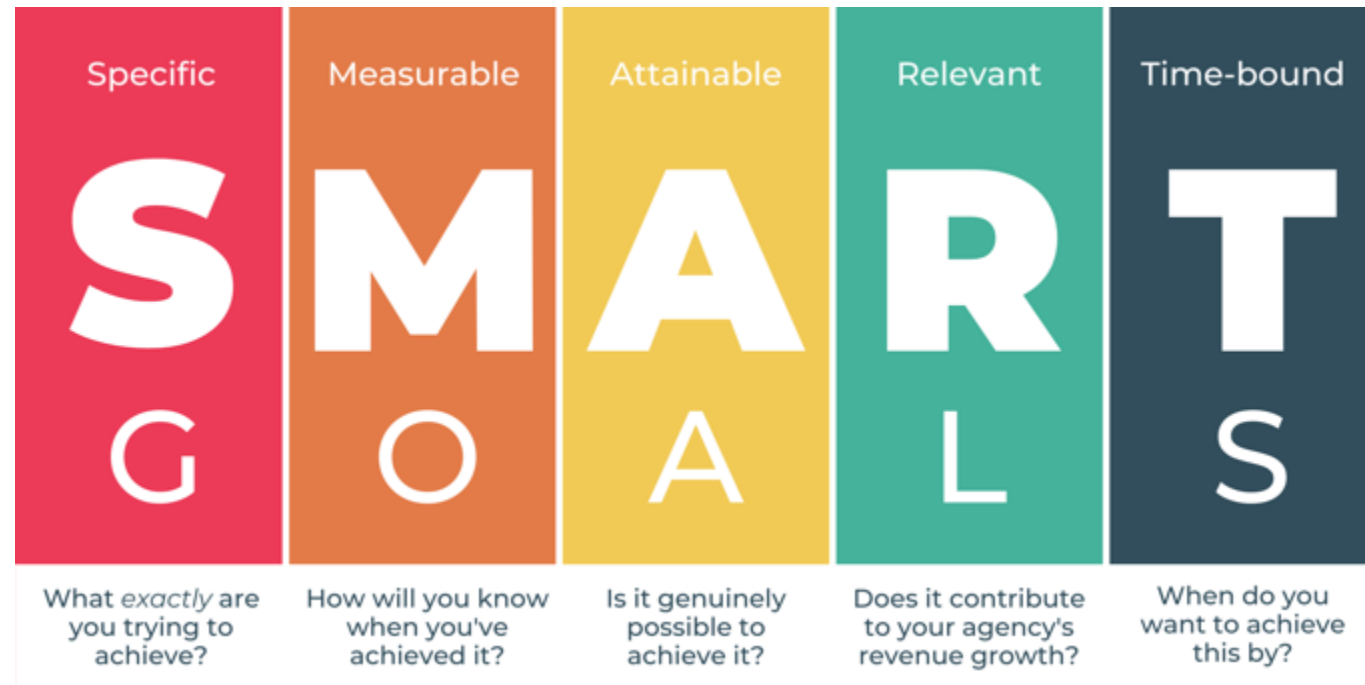 Specific Measurable Attainable Relevant Time-bound
S M A R T
G O A L S
What exactly are
you trying to
achieve?
How will you know
when you've
achieved it?
Is it genuinely
possible to
achieve it?
Does it contribute
to your agency's
revenue growth?
When do you
want to achieve
this by?